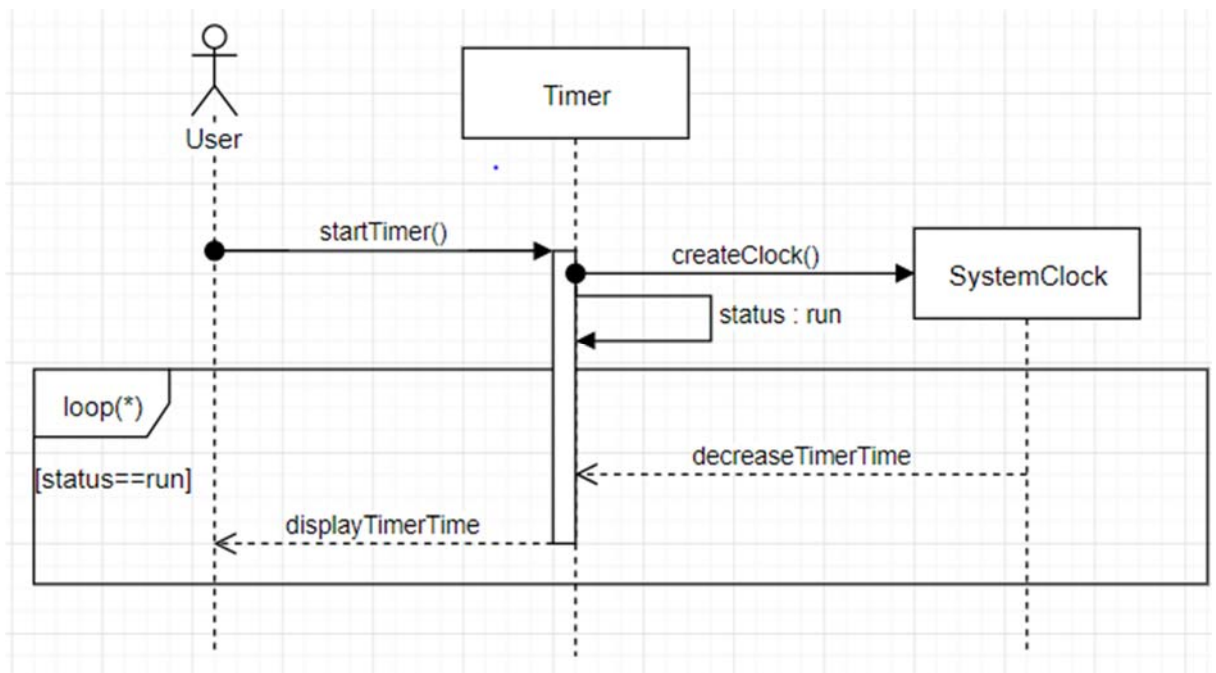 User
Timer
startTimer()
createClock()
SystemClock
status : run
loop(*)
decreaseTimerTime
[status==run]
displayTimerTime